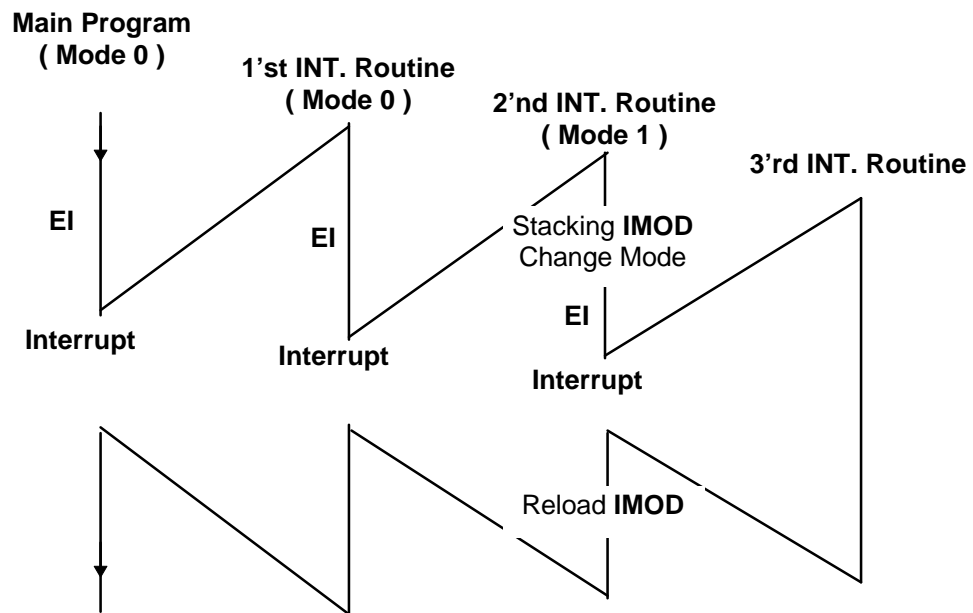 Main Program
( Mode 0 )
1’st INT. Routine
( Mode 0 )
2’nd INT. Routine
( Mode 1 )
3’rd INT. Routine
EI
EI
Stacking IMOD
Change Mode
EI
Interrupt
Interrupt
Interrupt
Reload IMOD